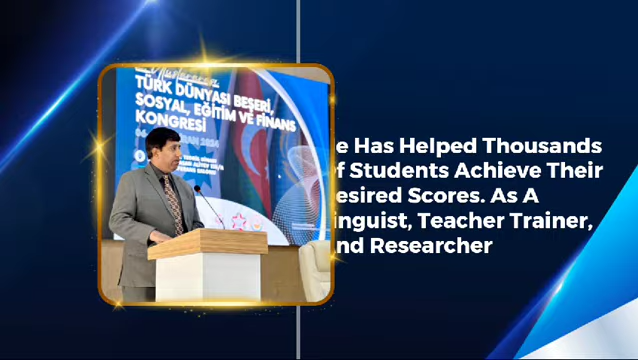 TÜRK DÜNYASI BEŞERİ,
SOSYAL, EĞİTİM VE FİNANS
KONGRESİ
e Has Helped Thousands
f Students Achieve Their
esired Scores. As A
inguist, Teacher Trainer,
nd Researcher